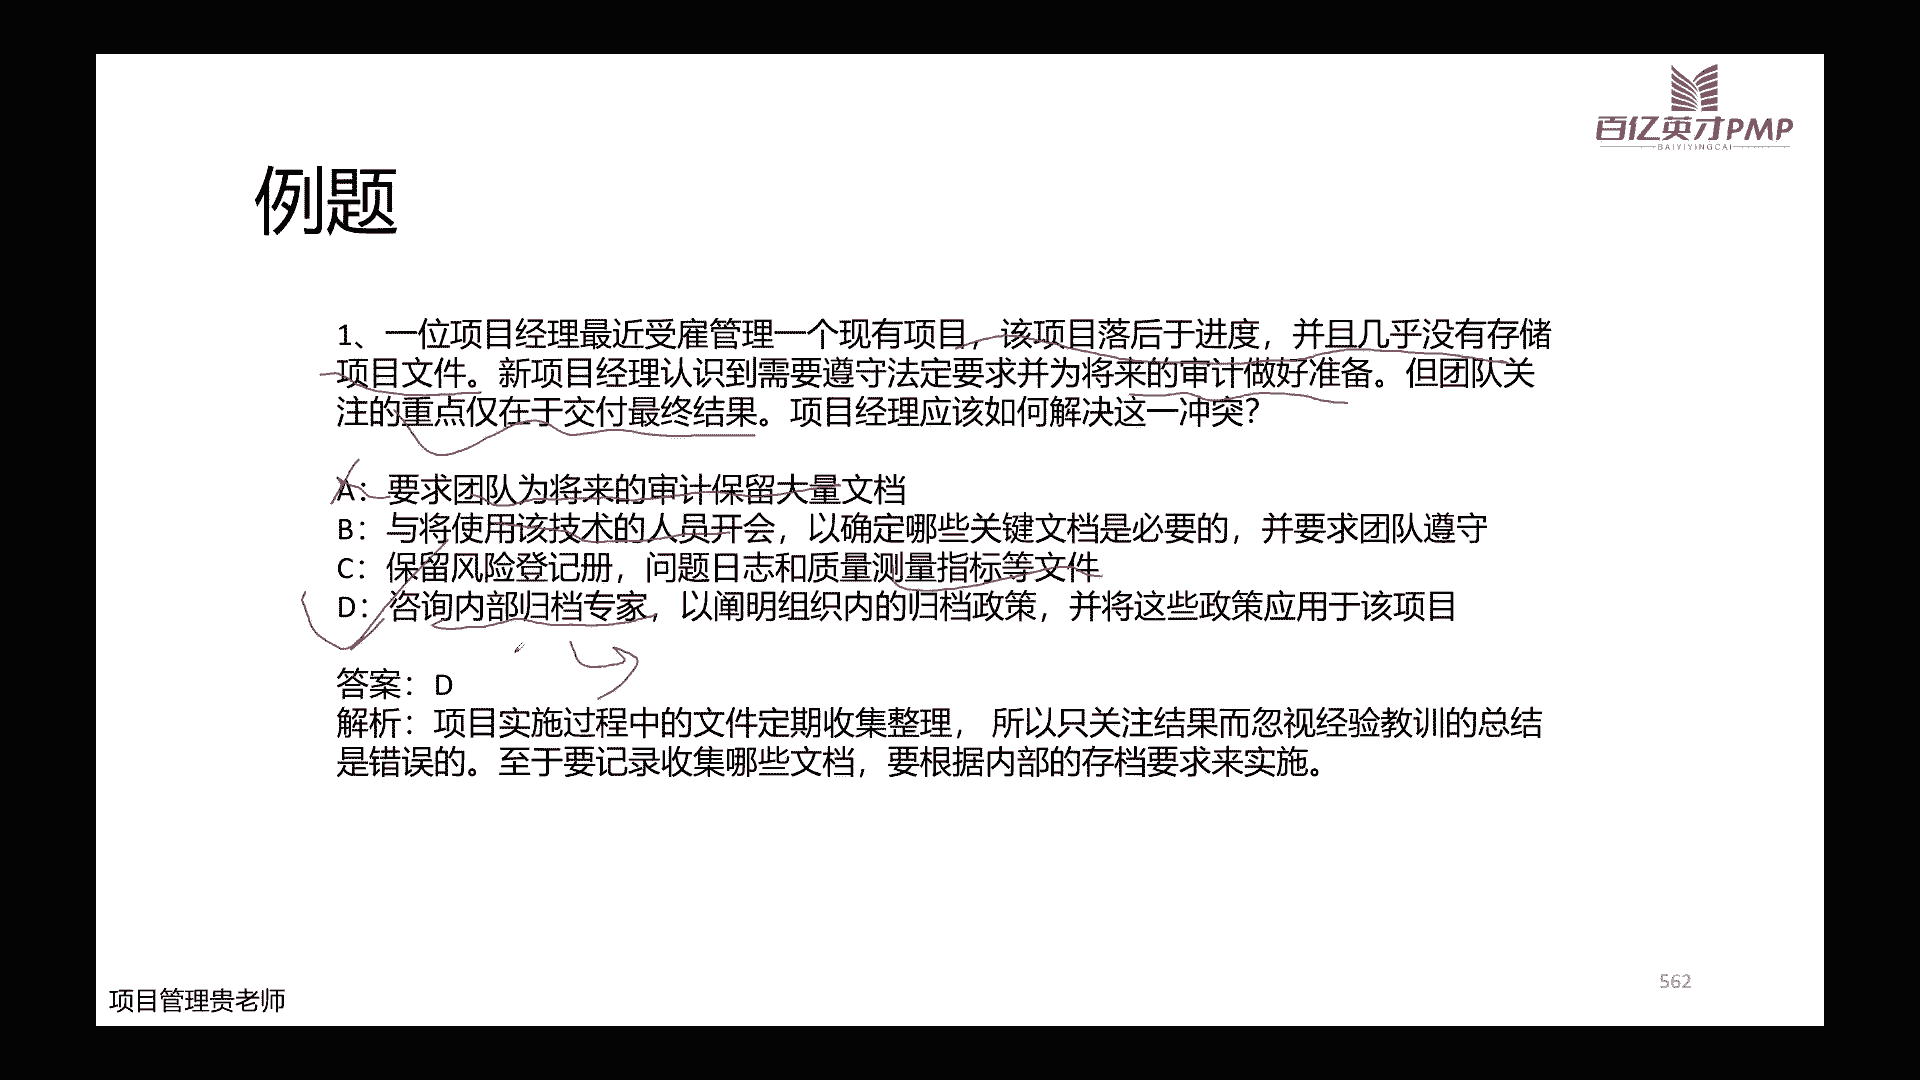 百亿英才PMP
BAIYIYINGCAI
例题
1、一位项目经理最近受雇管理一个现有项目，该项目落后于进度，并且几乎没有存储
项目文件。新项目经理认识到需要遵守法定要求并为将来的审计做好准备。但团队关
注的重点仅在于交付最终结果。项目经理应该如何解决这一冲突？
A：要求团队为将来的审计保留大量文档
B：与将使用该技术的人员开会，以确定哪些关键文档是必要的，并要求团队遵守
C：保留风险登记册，问题日志和质量测量指标等文件
D：咨询内部归档专家，以阐明组织内的归档政策，并将这些政策应用于该项目
答案：D
解析：项目实施过程中的文件定期收集整理， 所以只关注结果而忽视经验教训的总结
是错误的。至于要记录收集哪些文档，要根据内部的存档要求来实施。
562
项目管理贵老师